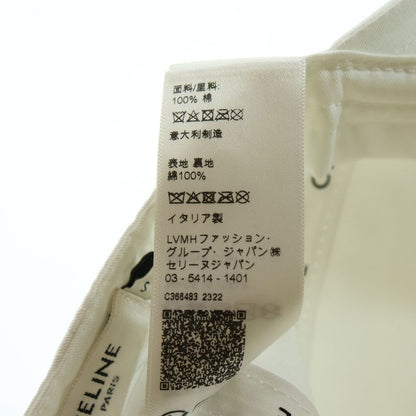 面料/里料:
100% 棉
意大利制造
表地 裏地
綿100%
イタリア製
LVMHファッション・
グループ・ジャパン㈱
セリーヌジャパン
03 - 5414 - 1401
C366483 2322
ELINE
PARIS